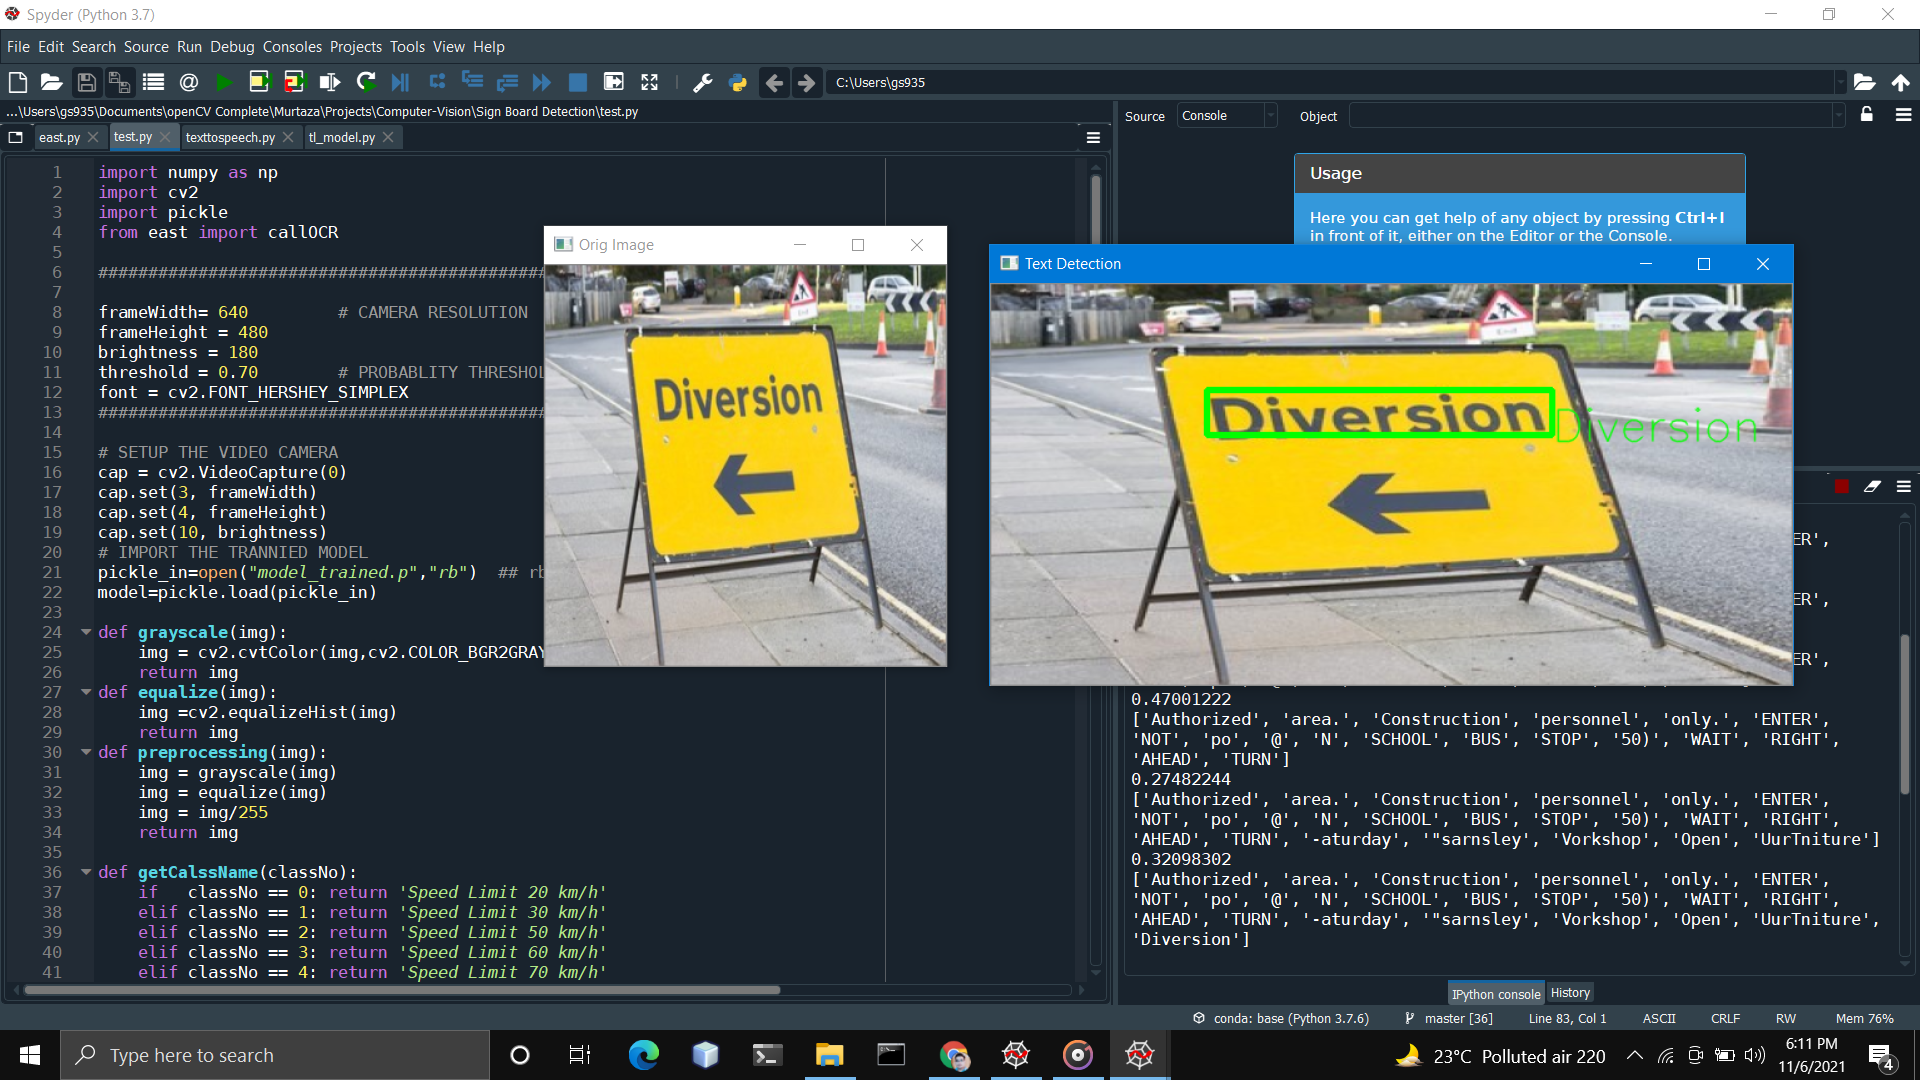 Spyder (Python 3.7)
File Edit Search Source Run Debug Consoles Projects Tools View Help
C:\Users\gs935
...\Users\gs935\Documents\openCV Complete\Murtaza\Projects\Computer-Vision\Sign Board Detection\test.py
east.py test.py texttospeech.py tl_model.py
1 import numpy as np
2 import cv2
3 import pickle
4 from east import callOCR
5
6 #############################################
7
8 frameWidth= 640 # CAMERA RESOLUTION
9 frameHeight = 480
10 brightness = 180
11 threshold = 0.70 # PROBABLITY THRESHOL
12 font = cv2.FONT_HERSHEY_SIMPLEX
13 #############################################
14
15 # SETUP THE VIDEO CAMERA
16 cap = cv2.VideoCapture(0)
17 cap.set(3, frameWidth)
18 cap.set(4, frameHeight)
19 cap.set(10, brightness)
20 # IMPORT THE TRANNIED MODEL
21 pickle_in=open("model_trained.p","rb") ## rb
22 model=pickle.load(pickle_in)
23
24 def grayscale(img):
25 img = cv2.cvtColor(img,cv2.COLOR_BGR2GRAY
26 return img
27 def equalize(img):
28 img =cv2.equalizeHist(img)
29 return img
30 def preprocessing(img):
31 img = grayscale(img)
32 img = equalize(img)
33 img = img/255
34 return img
35
36 def getCalssName(classNo):
37 if classNo == 0: return 'Speed Limit 20 km/h'
38 elif classNo == 1: return 'Speed Limit 30 km/h'
39 elif classNo == 2: return 'Speed Limit 50 km/h'
40 elif classNo == 3: return 'Speed Limit 60 km/h'
41 elif classNo == 4: return 'Speed Limit 70 km/h'
Orig Image
Diversion
Text Detection
Diversion
Diversion
Source Console Object
Usage
Here you can get help of any object by pressing Ctrl+I
in front of it, either on the Editor or the Console.
ER',
ER',
ER',
0.47001222
['Authorized', 'area.', 'Construction', 'personnel', 'only.', 'ENTER',
'NOT', 'po', '@', 'N', 'SCHOOL', 'BUS', 'STOP', '50)', 'WAIT', 'RIGHT',
'AHEAD', 'TURN']
0.27482244
['Authorized', 'area.', 'Construction', 'personnel', 'only.', 'ENTER',
'NOT', 'po', '@', 'N', 'SCHOOL', 'BUS', 'STOP', '50)', 'WAIT', 'RIGHT',
'AHEAD', 'TURN', '-aturday', '"sarnsley', 'Vorkshop', 'Open', 'UurTniture']
0.32098302
['Authorized', 'area.', 'Construction', 'personnel', 'only.', 'ENTER',
'NOT', 'po', '@', 'N', 'SCHOOL', 'BUS', 'STOP', '50)', 'WAIT', 'RIGHT',
'AHEAD', 'TURN', '-aturday', '"sarnsley', 'Vorkshop', 'Open', 'UurTniture',
'Diversion']
IPython console History
conda: base (Python 3.7.6) master [36] Line 83, Col 1 ASCII CRLF RW Mem 76%
Type here to search
23°C Polluted air 220
6:11 PM
11/6/2021
4